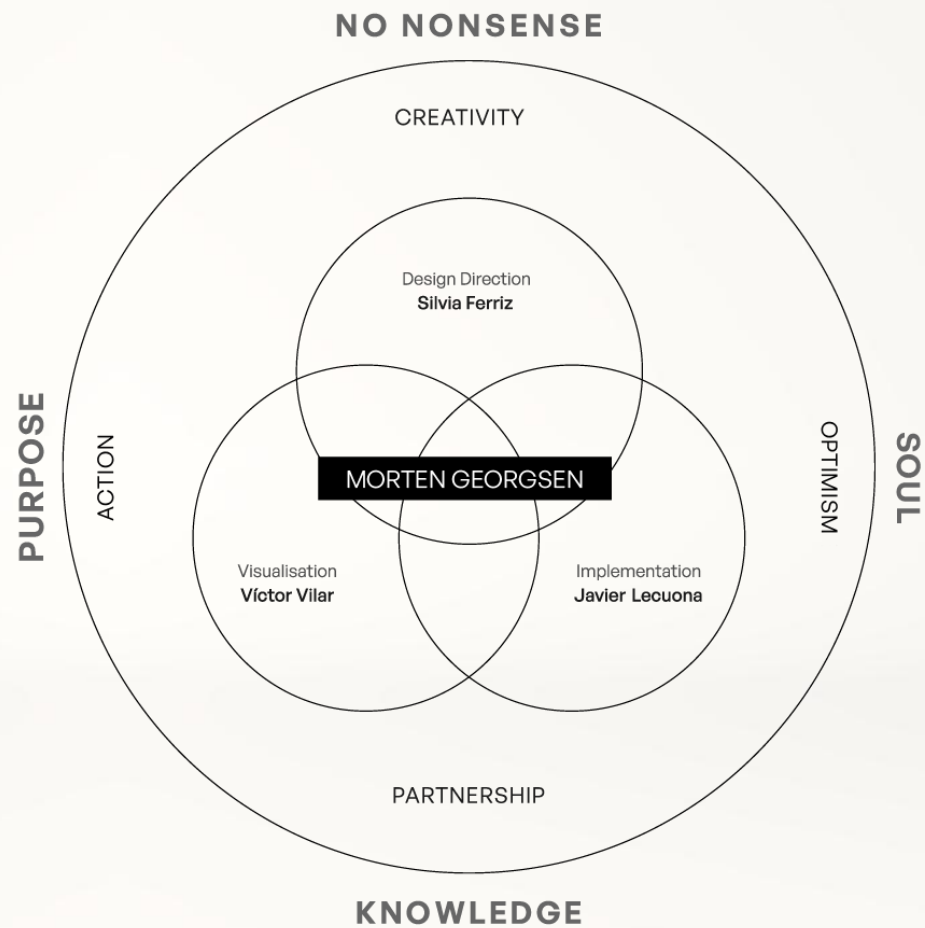 NO NONSENSE
CREATIVITY
Design Direction
Silvia Ferriz
PURPOSE
ACTION
MORTEN GEORGSEN
OPTIMISM
SOUL
Visualisation
Víctor Vilar
Implementation
Javier Lecuona
PARTNERSHIP
KNOWLEDGE